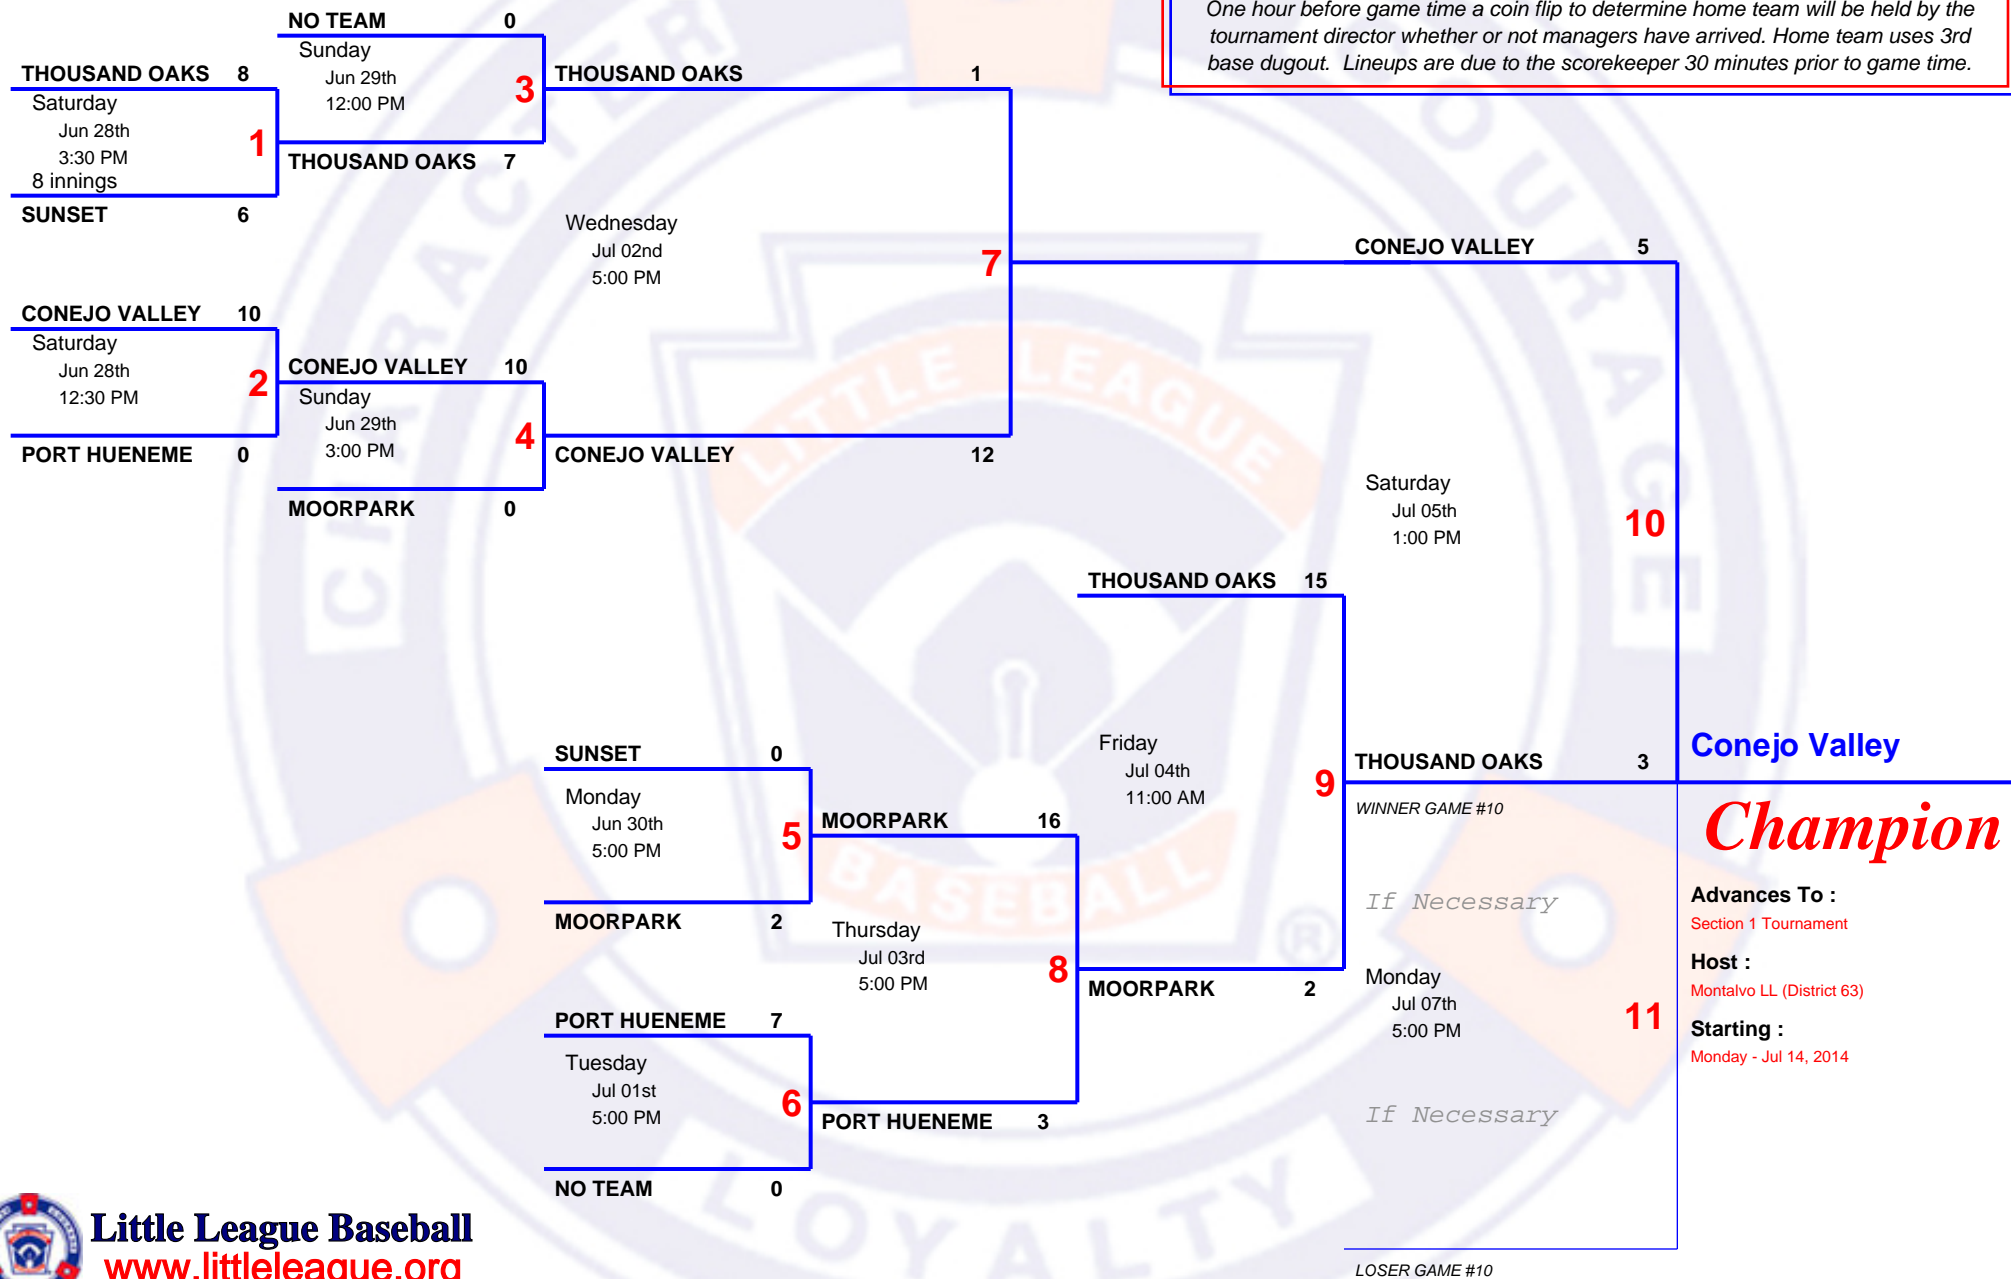 One hour before game time a coin flip to determine home team will be held by the
tournament director whether or not managers have arrived. Home team uses 3rd
base dugout. Lineups are due to the scorekeeper 30 minutes prior to game time.
NO TEAM 0
Sunday
Jun 29th
12:00 PM
3
THOUSAND OAKS 7
THOUSAND OAKS 8
Saturday
Jun 28th
3:30 PM
8 innings
1
SUNSET 6
THOUSAND OAKS 1
Wednesday
Jul 02nd
5:00 PM
7
CONEJO VALLEY 12
CONEJO VALLEY 10
Saturday
Jun 28th
12:30 PM
2
PORT HUENEME 0
CONEJO VALLEY 10
Sunday
Jun 29th
3:00 PM
4
MOORPARK 0
CONEJO VALLEY 5
Saturday
Jul 05th
1:00 PM
10
THOUSAND OAKS 3
THOUSAND OAKS 15
Friday
Jul 04th
11:00 AM
9
MOORPARK 2
SUNSET 0
Monday
Jun 30th
5:00 PM
5
MOORPARK 2
MOORPARK 16
Thursday
Jul 03rd
5:00 PM
8
PORT HUENEME 3
PORT HUENEME 7
Tuesday
Jul 01st
5:00 PM
6
NO TEAM 0
WINNER GAME #10
If Necessary
Monday
Jul 07th
5:00 PM
11
If Necessary
LOSER GAME #10
Conejo Valley
Champion
Advances To :
Section 1 Tournament
Host :
Montalvo LL (District 63)
Starting :
Monday - Jul 14, 2014
CHARACTER
COURAGE
LOYALTY
LITTLE LEAGUE
BASEBALL
®
Little League Baseball
www.littleleague.org